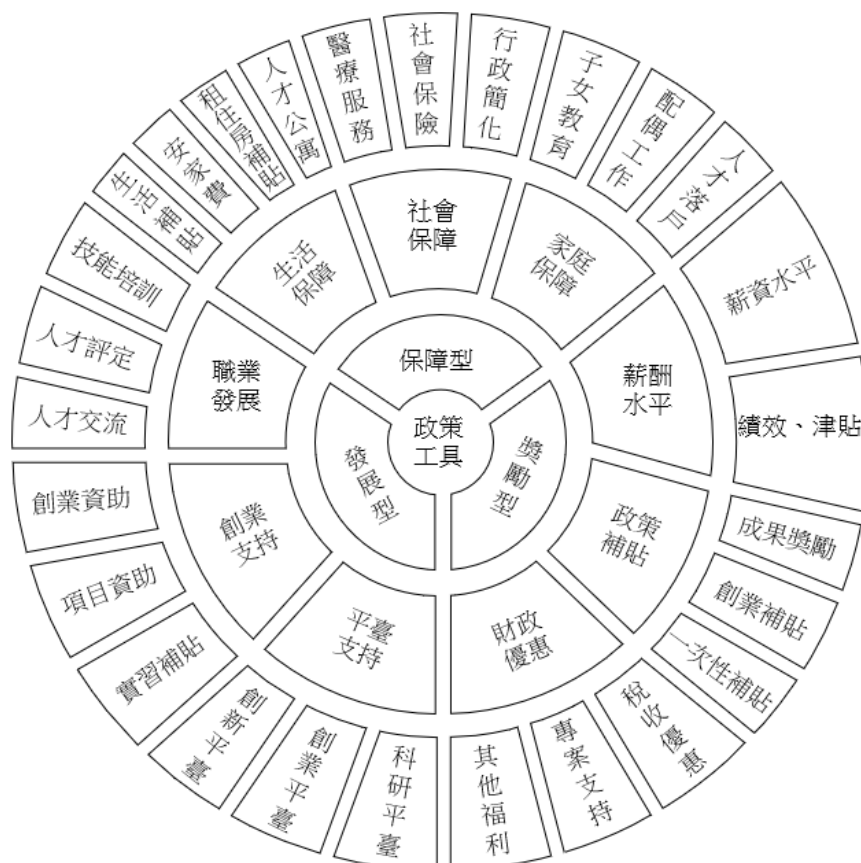 政策
工具
保障型
獎勵型
發展型
社會
保障
家庭
保障
薪酬
水平
政策
補貼
財政
優惠
平臺
支持
創業
支持
職業
發展
生活
保障
社會保險
行政簡化
子女教育
配偶工作
人才落戶
薪資水平
績效、津貼
成果獎勵
創業補貼
一次性補貼
稅收優惠
專案支持
其他福利
科研平臺
創業平臺
創新平臺
實習補貼
項目資助
創業資助
人才交流
人才評定
技能培訓
生活補貼
安家費
租住房補貼
人才公寓
醫療服務